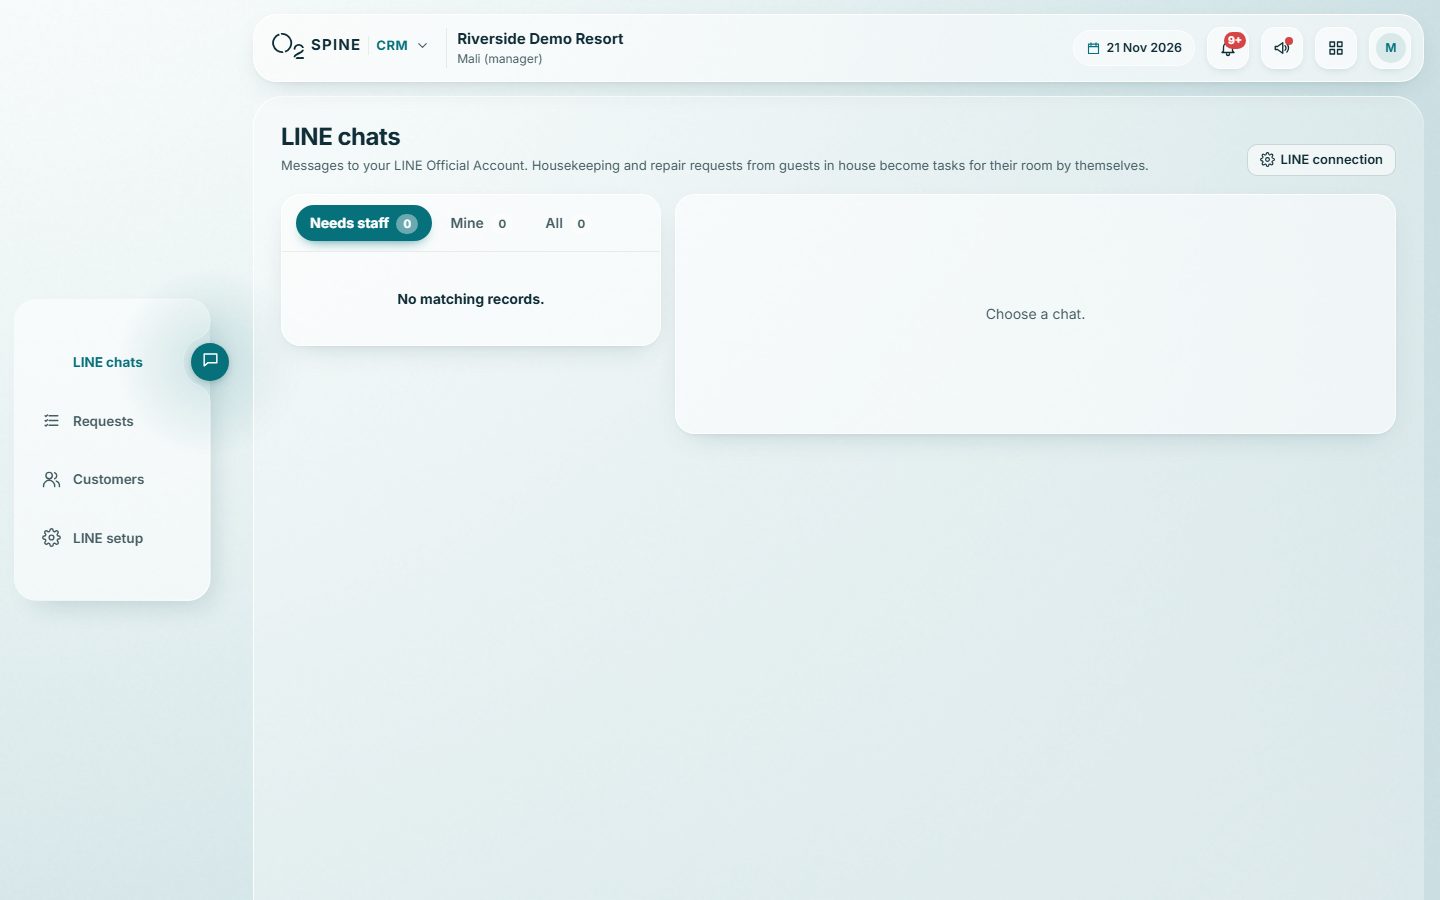 O2 SPINE CRM
Riverside Demo Resort
Mali (manager)
21 Nov 2026
9+
M
LINE chats
Messages to your LINE Official Account. Housekeeping and repair requests from guests in house become tasks for their room by themselves.
LINE connection
Needs staff 0 Mine 0 All 0
No matching records.
Choose a chat.
LINE chats
Requests
Customers
LINE setup